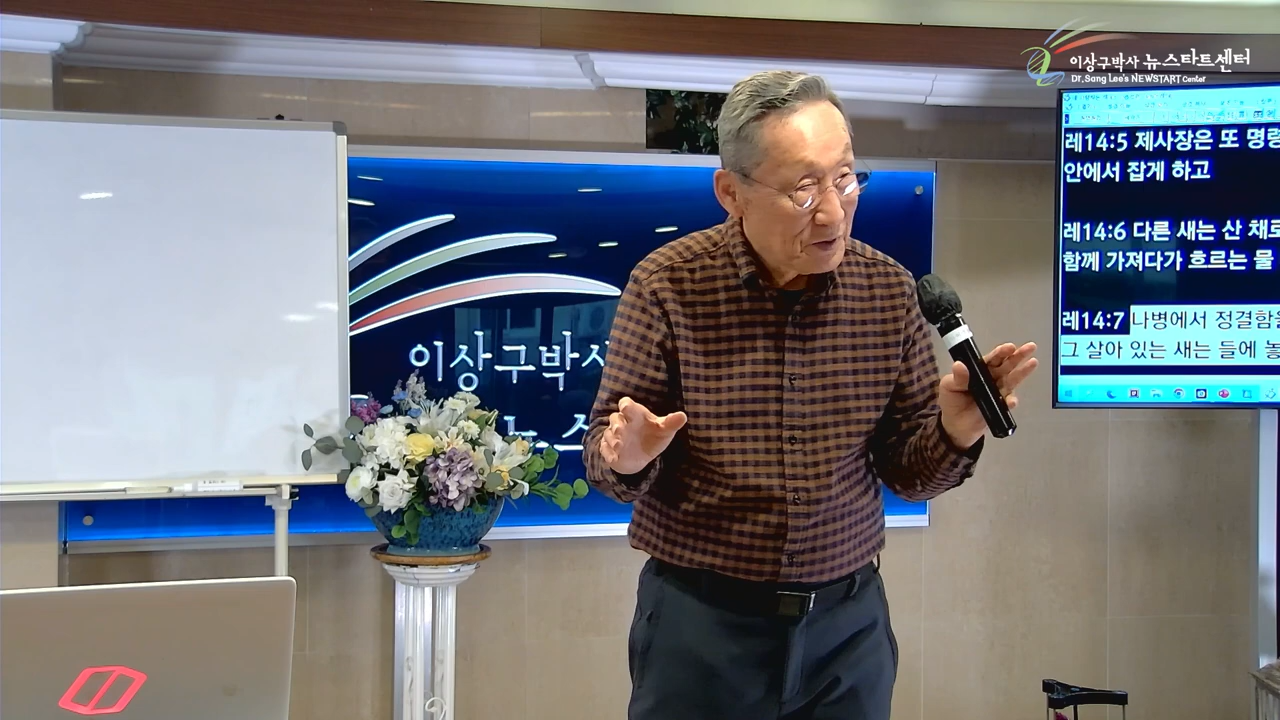 이상구박사 뉴스타트센터
Dr. Sang Lee's NEWSTART Center
레14:5 제사장은 또 명령
안에서 잡게 하고
레14:6 다른 새는 산 채로
함께 가져다가 흐르는 물
레14:7 나병에서 정결함을
그 살아 있는 새는 들에 놓
이상구박사
뉴스